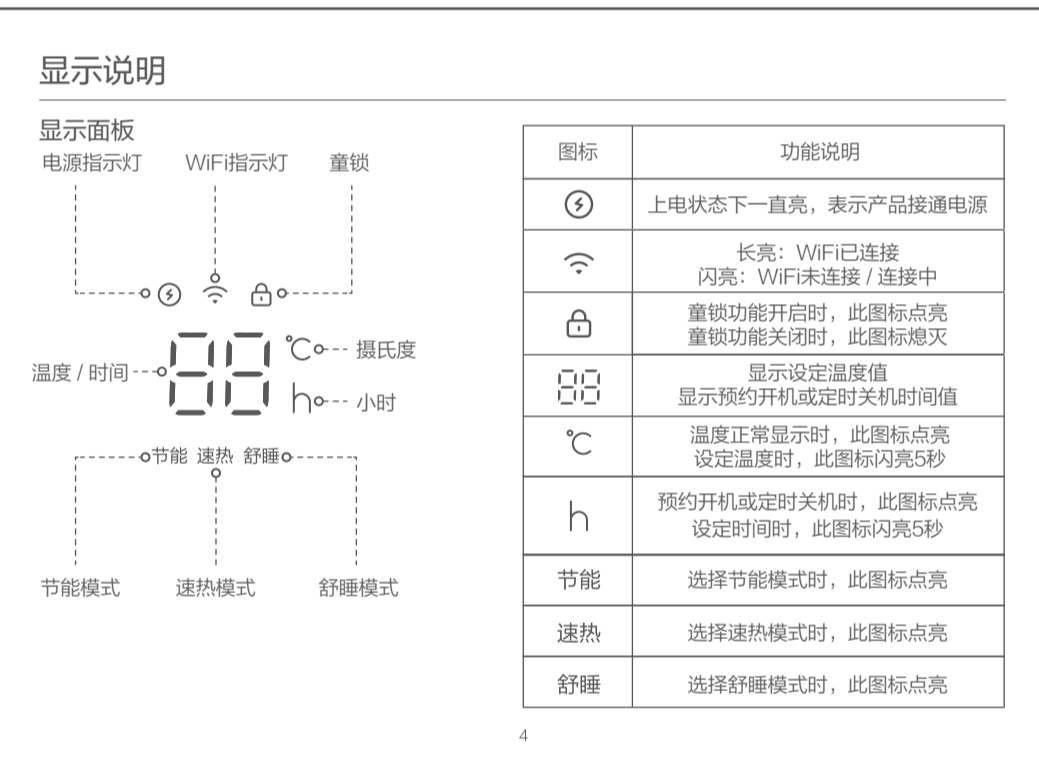 显示说明
显示面板
电源指示灯 WiFi指示灯 童锁
℃ 摄氏度
温度 / 时间 88
h 小时
节能 速热 舒睡
节能模式 速热模式 舒睡模式
图标 功能说明
上电状态下一直亮，表示产品接通电源
长亮：WiFi已连接
闪亮：WiFi未连接 / 连接中
童锁功能开启时，此图标点亮
童锁功能关闭时，此图标熄灭
88 显示设定温度值
显示预约开机或定时关机时间值
℃ 温度正常显示时，此图标点亮
设定温度时，此图标闪亮5秒
h 预约开机或定时关机时，此图标点亮
设定时间时，此图标闪亮5秒
节能 选择节能模式时，此图标点亮
速热 选择速热模式时，此图标点亮
舒睡 选择舒睡模式时，此图标点亮
4